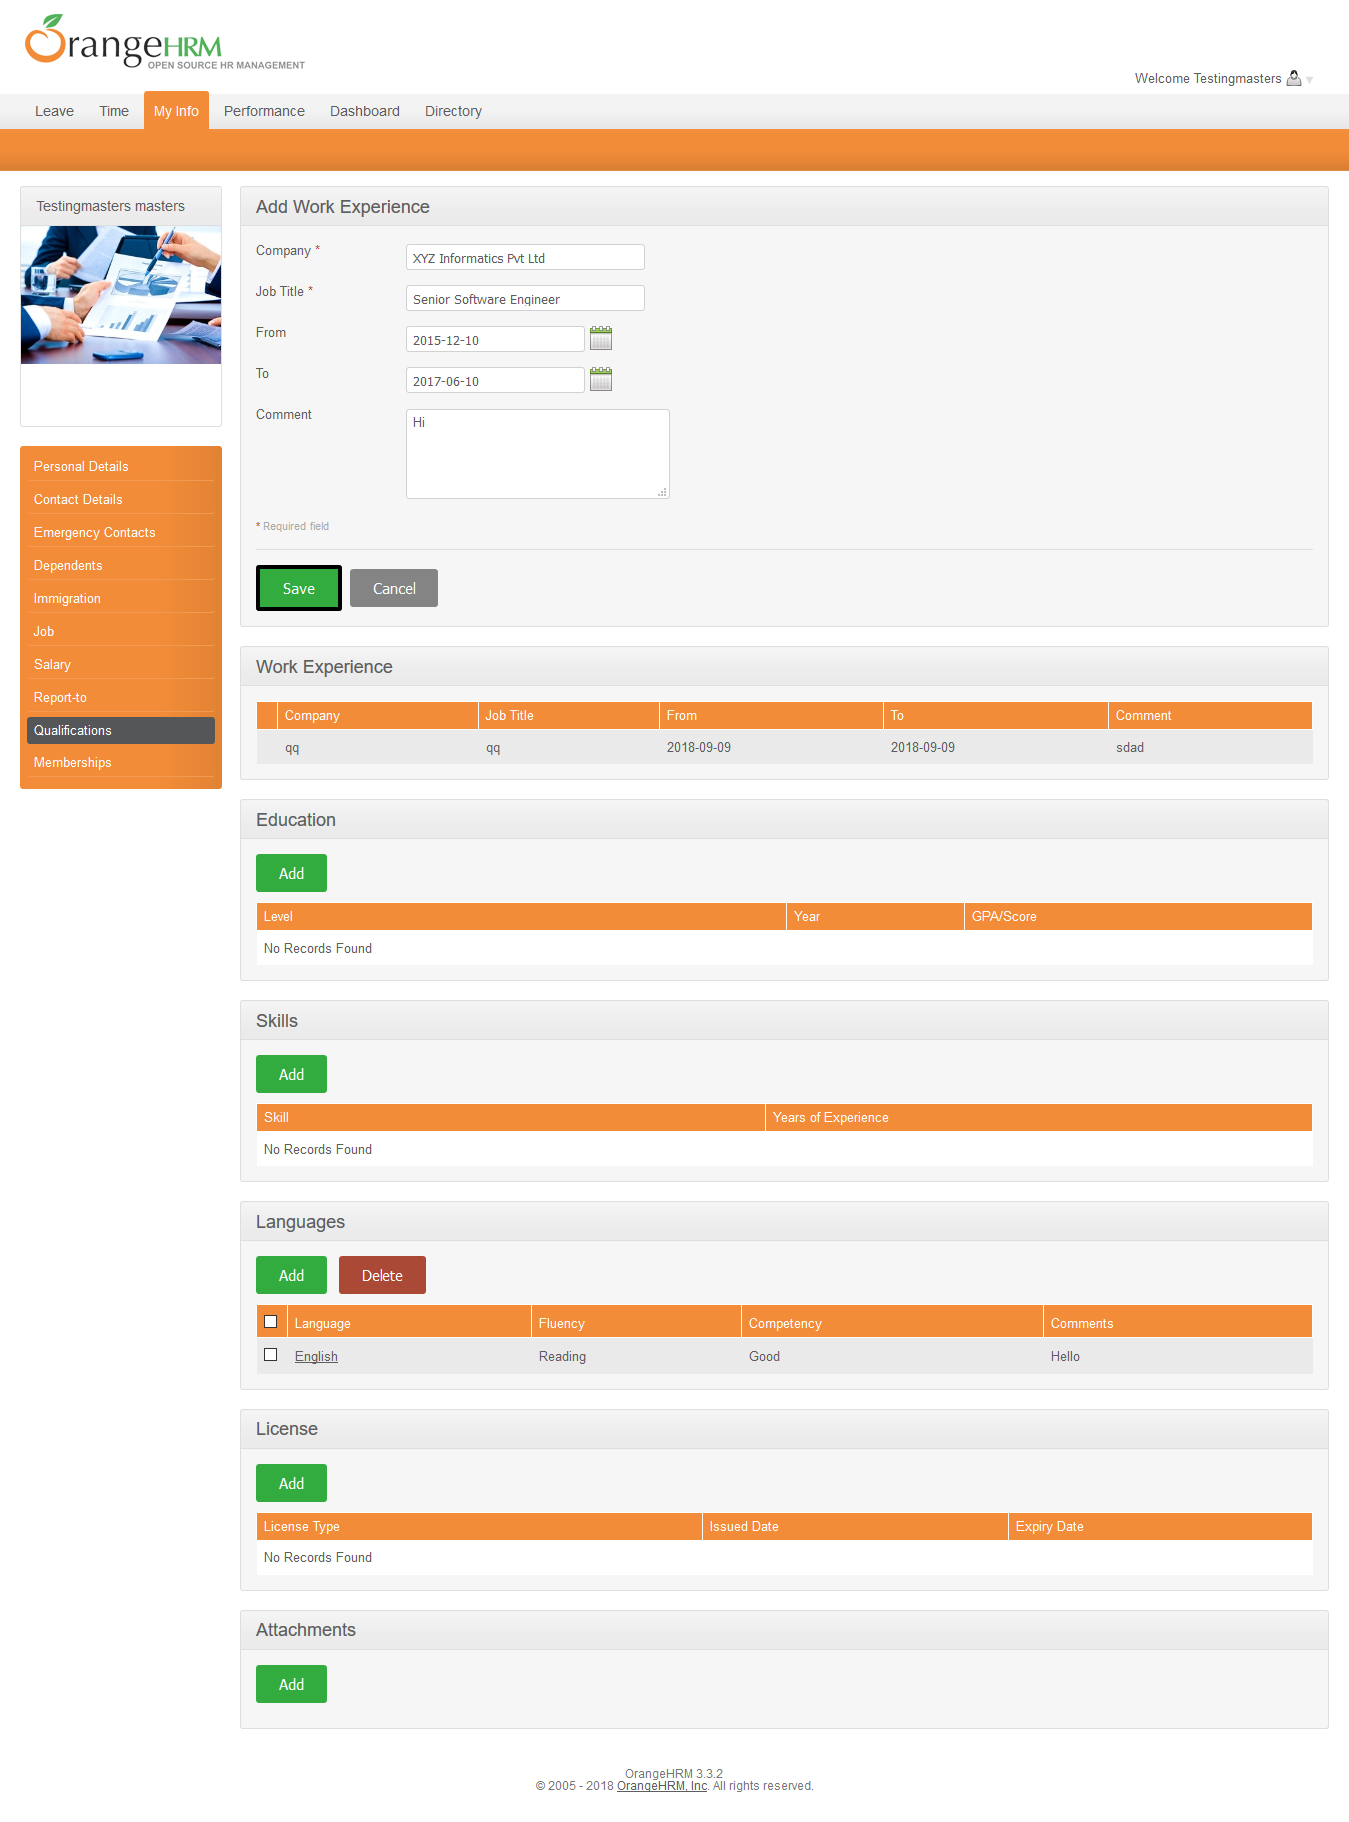 OrangeHRM
OPEN SOURCE HR MANAGEMENT
Welcome Testingmasters
Leave Time My Info Performance Dashboard Directory
Testingmasters masters
Personal Details
Contact Details
Emergency Contacts
Dependents
Immigration
Job
Salary
Report-to
Qualifications
Memberships
Add Work Experience
Company * XYZ Informatics Pvt Ltd
Job Title * Senior Software Engineer
From 2015-12-10
To 2017-06-10
Comment Hi
* Required field
Save Cancel
Work Experience
Company Job Title From To Comment
qq qq 2018-09-09 2018-09-09 sdad
Education
Add
Level Year GPA/Score
No Records Found
Skills
Add
Skill Years of Experience
No Records Found
Languages
Add Delete
Language Fluency Competency Comments
English Reading Good Hello
License
Add
License Type Issued Date Expiry Date
No Records Found
Attachments
Add
OrangeHRM 3.3.2
© 2005 - 2018 OrangeHRM, Inc. All rights reserved.